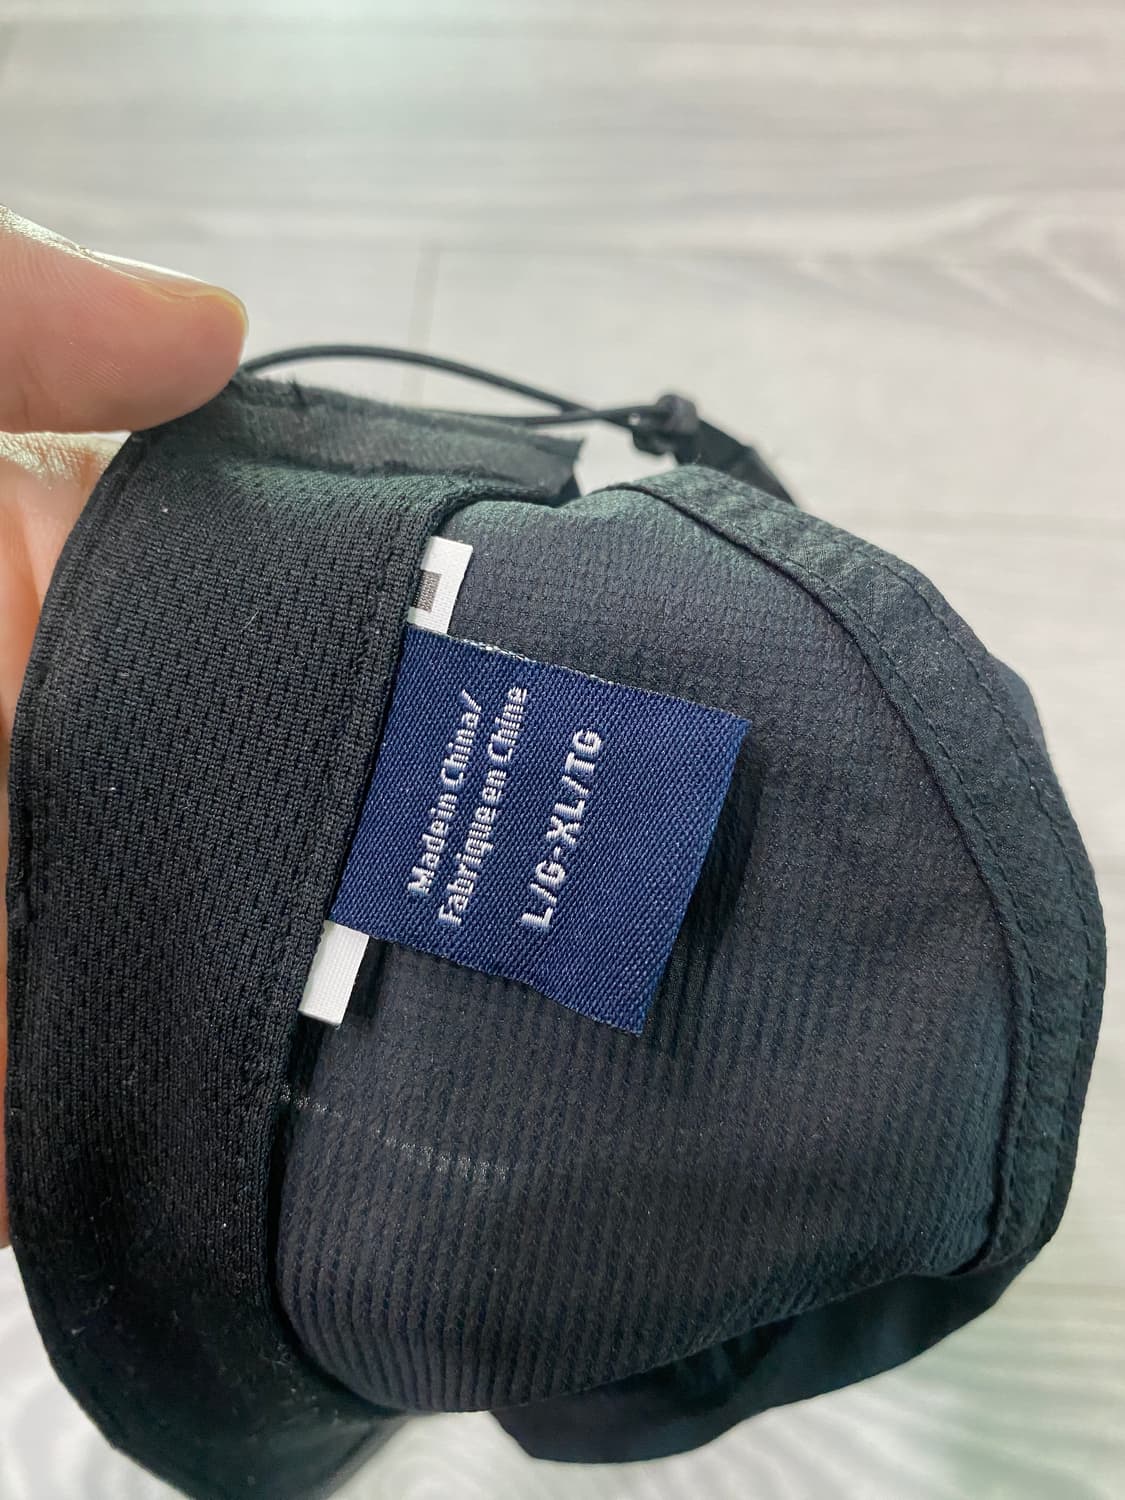 Made in China/
Fabriqué en Chine
L/G-XL/TG